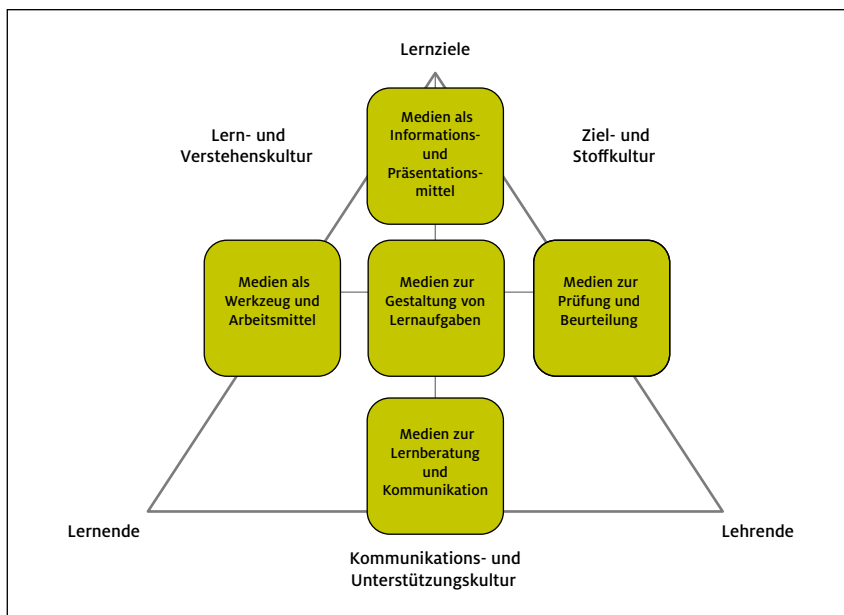 Lernziele
Lern- und
Verstehenskultur
Medien als
Informations-
und
Präsentations-
mittel
Ziel- und
Stoffkultur
Medien als
Werkzeug und
Arbeitsmittel
Medien zur
Gestaltung von
Lernaufgaben
Medien zur
Prüfung und
Beurteilung
Medien zur
Lernberatung
und
Kommunikation
Lernende
Lehrende
Kommunikations- und
Unterstützungskultur